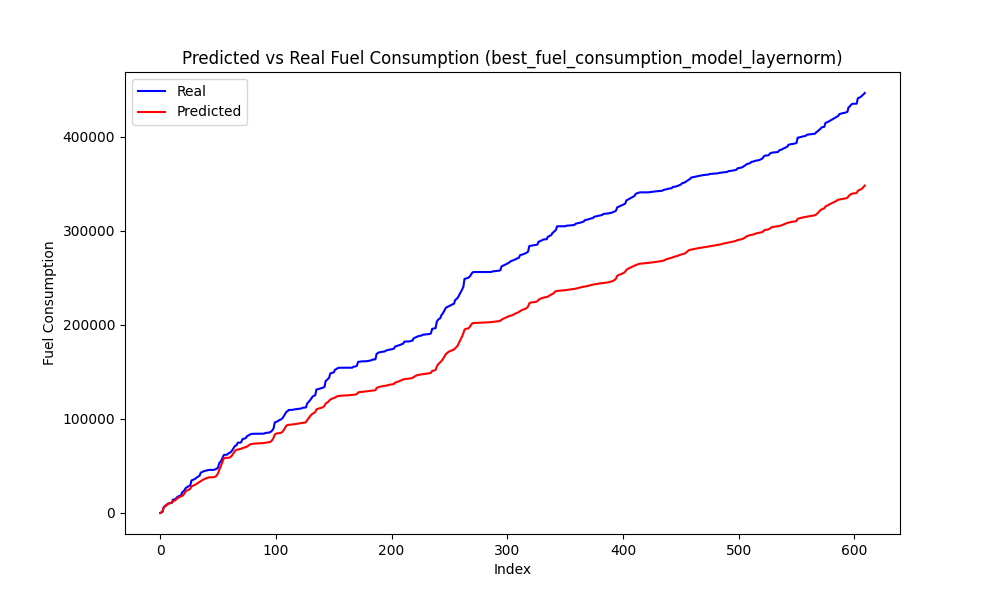 Predicted vs Real Fuel Consumption (best_fuel_consumption_model_layernorm)
Real
Predicted
Fuel Consumption
400000
300000
200000
100000
0
0 100 200 300 400 500 600
Index